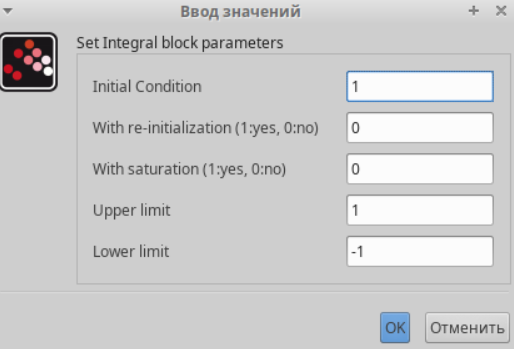 Ввод значений
Set Integral block parameters
Initial Condition 1
With re-initialization (1:yes, 0:no) 0
With saturation (1:yes, 0:no) 0
Upper limit 1
Lower limit -1
OK Отменить